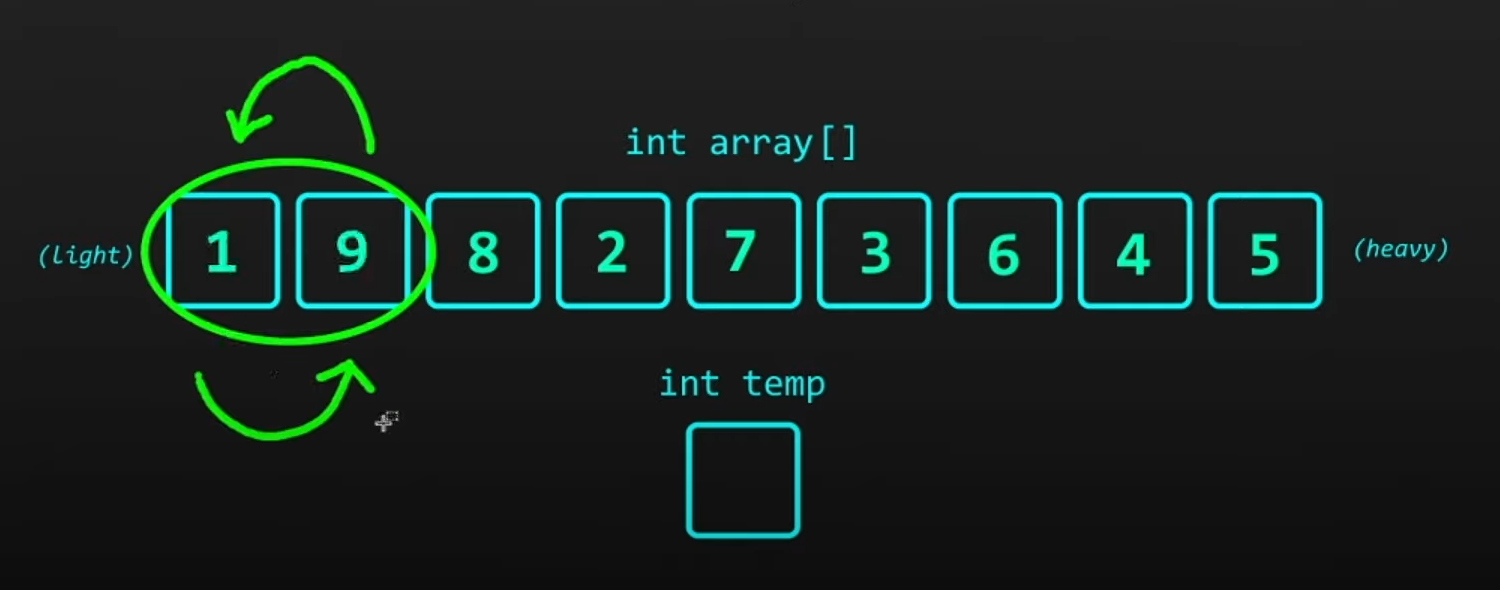 int array[]
(light) 1 9 8 2 7 3 6 4 5 (heavy)
int temp